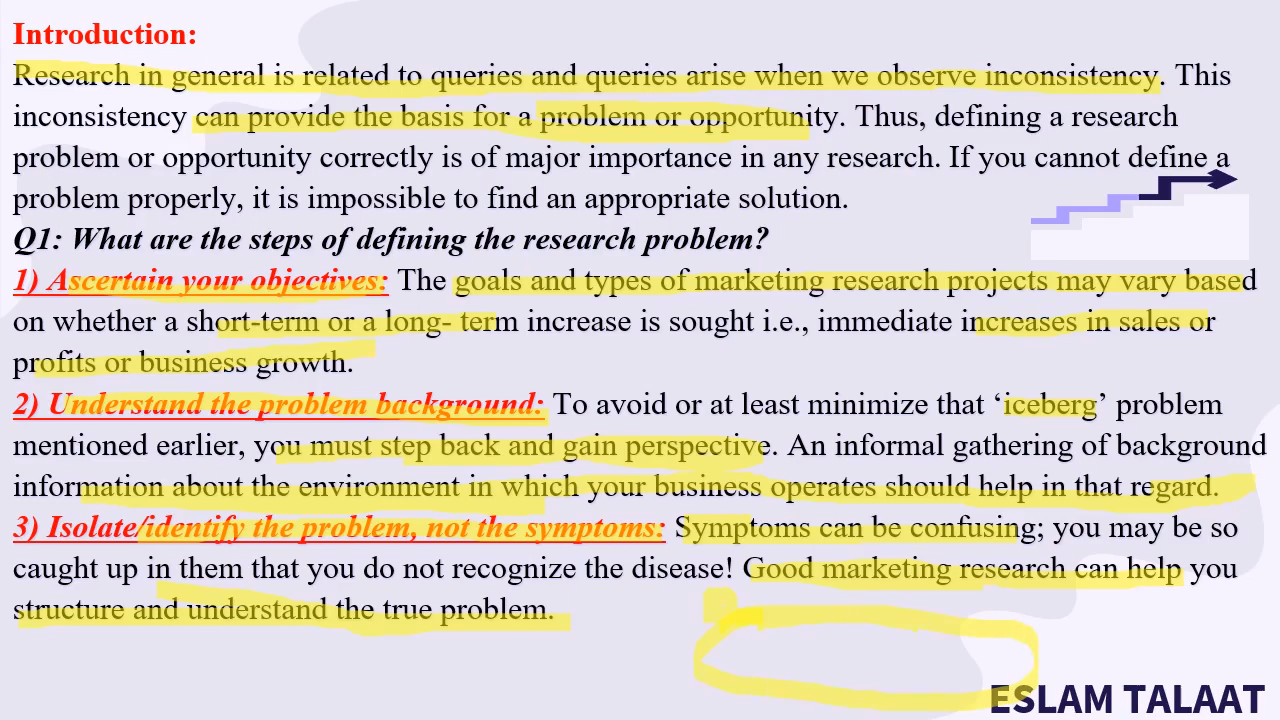 Introduction:
Research in general is related to queries and queries arise when we observe inconsistency. This
inconsistency can provide the basis for a problem or opportunity. Thus, defining a research
problem or opportunity correctly is of major importance in any research. If you cannot define a
problem properly, it is impossible to find an appropriate solution.
Q1: What are the steps of defining the research problem?
1) Ascertain your objectives: The goals and types of marketing research projects may vary based
on whether a short-term or a long- term increase is sought i.e., immediate increases in sales or
profits or business growth.
2) Understand the problem background: To avoid or at least minimize that ‘iceberg’ problem
mentioned earlier, you must step back and gain perspective. An informal gathering of background
information about the environment in which your business operates should help in that regard.
3) Isolate/identify the problem, not the symptoms: Symptoms can be confusing; you may be so
caught up in them that you do not recognize the disease! Good marketing research can help you
structure and understand the true problem.
ESLAM TALAAT